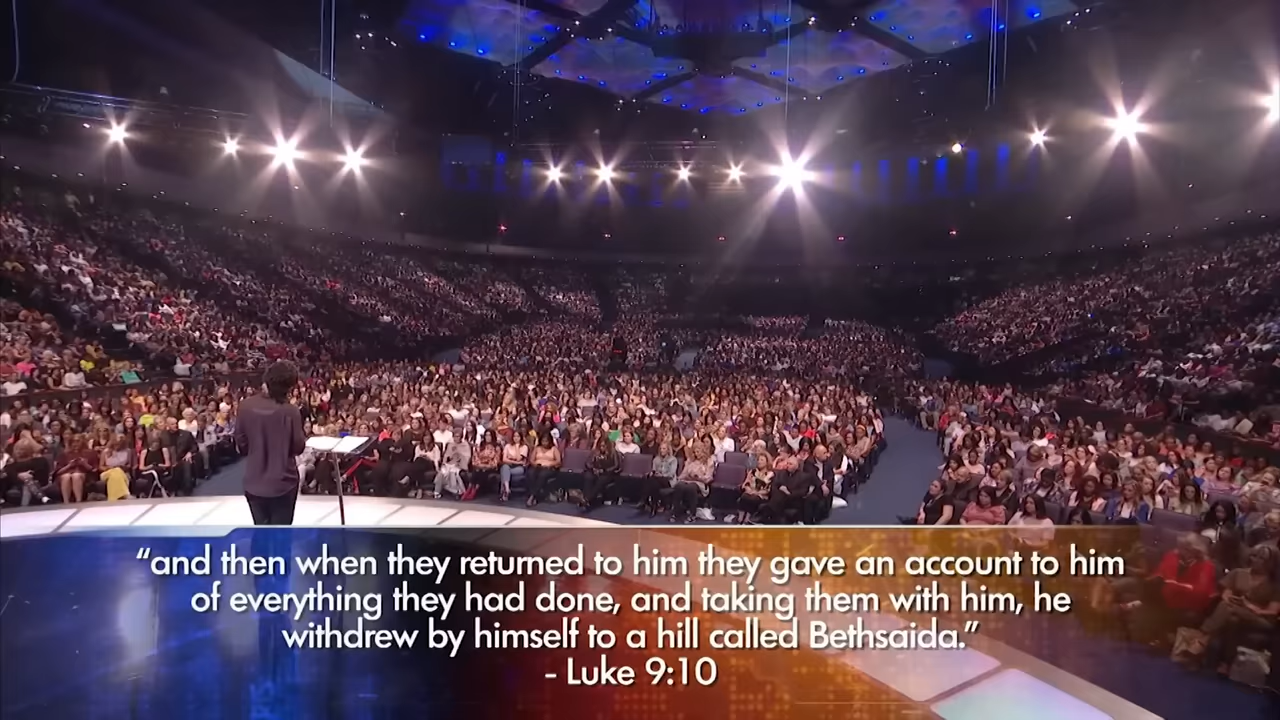 “and then when they returned to him they gave an account to him
of everything they had done, and taking them with him, he
withdrew by himself to a hill called Bethsaida.”
- Luke 9:10